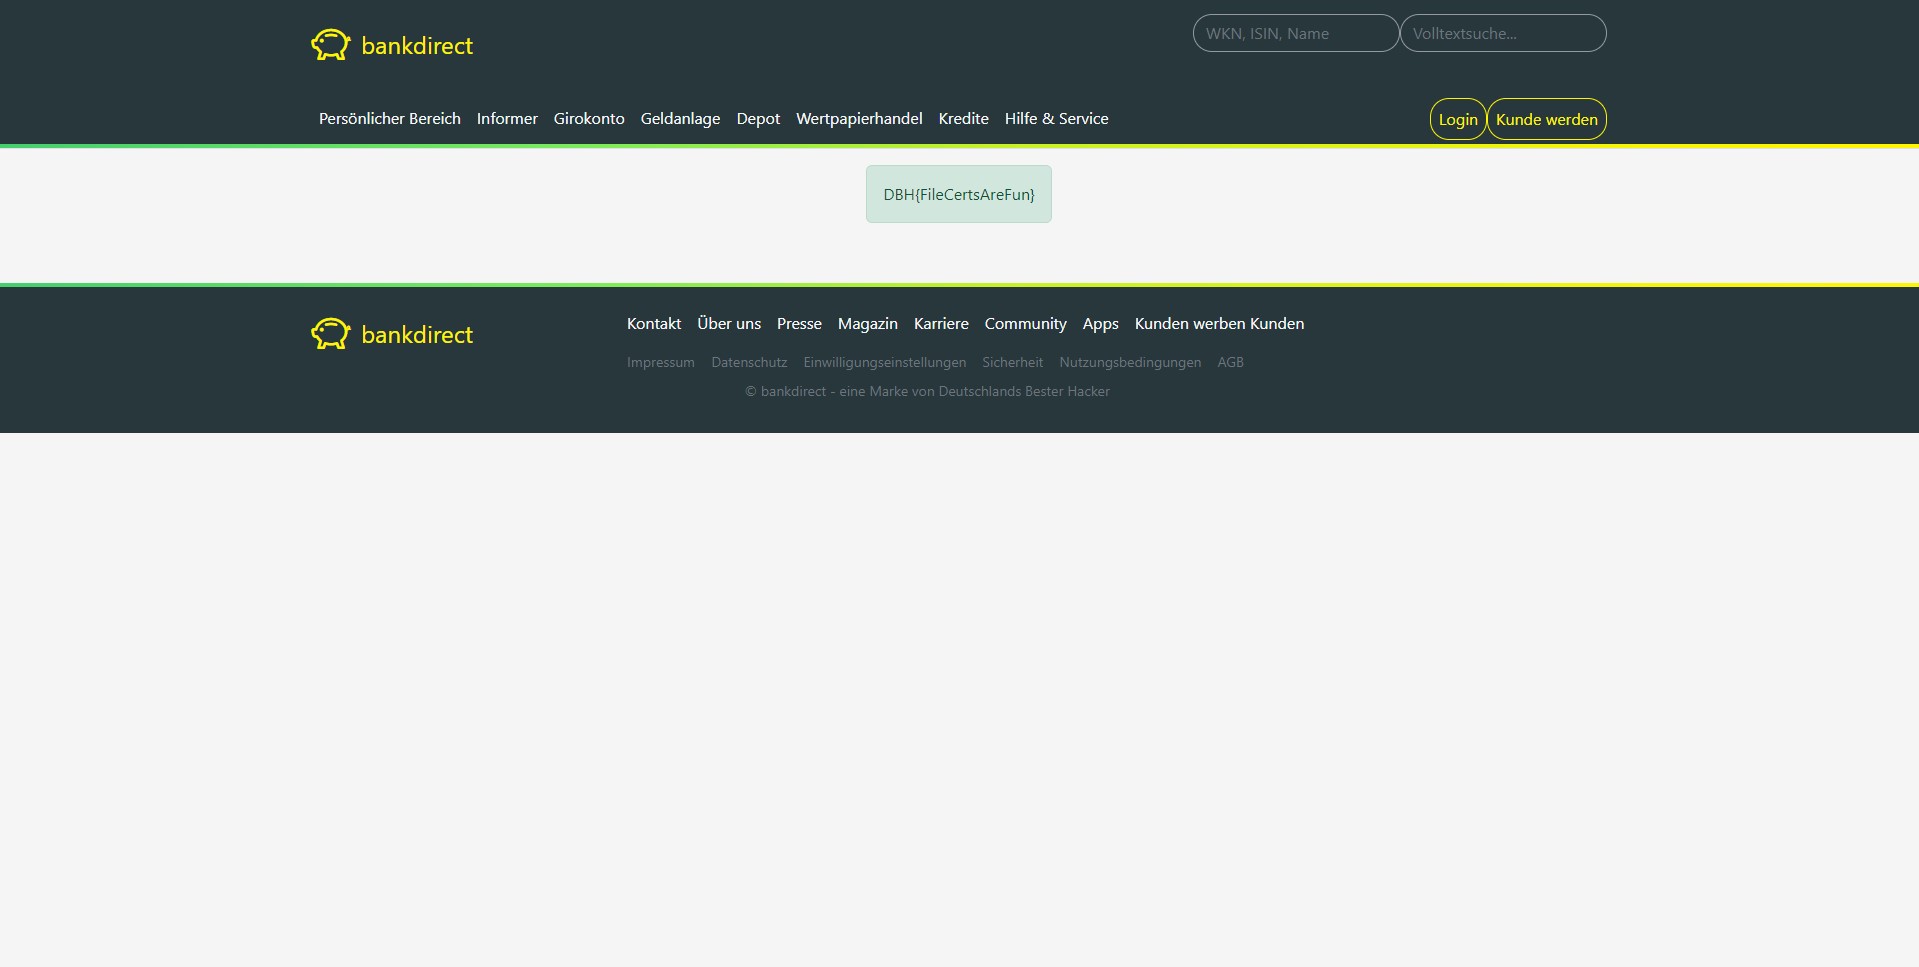 bankdirect
WKN, ISIN, Name
Volltextsuche...
Persönlicher Bereich Informer Girokonto Geldanlage Depot Wertpapierhandel Kredite Hilfe & Service
Login
Kunde werden
DBH{FileCertsAreFun}
bankdirect
Kontakt Über uns Presse Magazin Karriere Community Apps Kunden werben Kunden
Impressum Datenschutz Einwilligungseinstellungen Sicherheit Nutzungsbedingungen AGB
© bankdirect - eine Marke von Deutschlands Bester Hacker